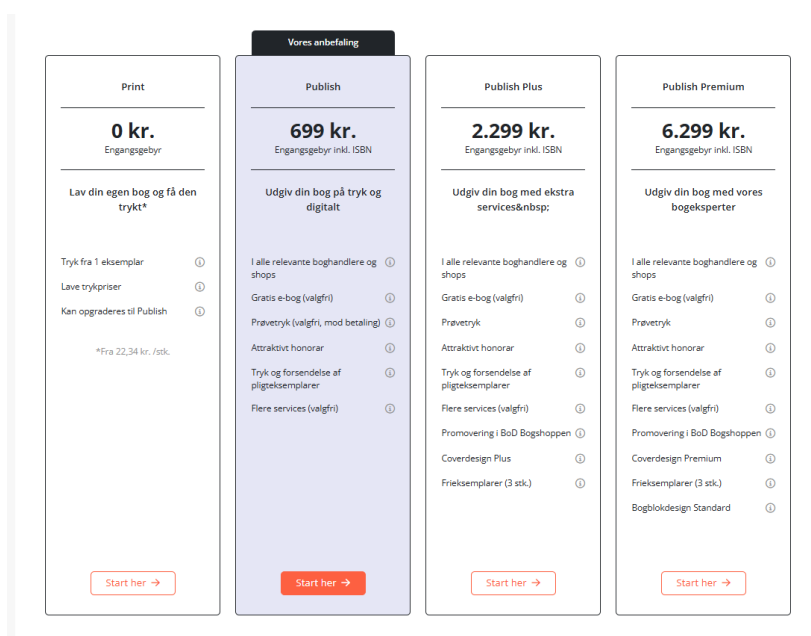 Vores anbefaling
Print
0 kr.
Engangsgebyr
Lav din egen bog og få den
trykt*
Tryk fra 1 eksemplar
Lave trykpriser
Kan opgraderes til Publish
*Fra 22,34 kr. /stk.
Start her →
Publish
699 kr.
Engangsgebyr inkl. ISBN
Udgiv din bog på tryk og
digitalt
I alle relevante boghandlere og
shops
Gratis e-bog (valgfri)
Prøvetryk (valgfri, mod betaling)
Attraktivt honorar
Tryk og forsendelse af
pligteksemplarer
Flere services (valgfri)
Start her →
Publish Plus
2.299 kr.
Engangsgebyr inkl. ISBN
Udgiv din bog med ekstra
services&nbsp;
I alle relevante boghandlere og
shops
Gratis e-bog (valgfri)
Prøvetryk
Attraktivt honorar
Tryk og forsendelse af
pligteksemplarer
Flere services (valgfri)
Promovering i BoD Bogshoppen
Coverdesign Plus
Frieksemplarer (3 stk.)
Start her →
Publish Premium
6.299 kr.
Engangsgebyr inkl. ISBN
Udgiv din bog med vores
bogeksperter
I alle relevante boghandlere og
shops
Gratis e-bog (valgfri)
Prøvetryk
Attraktivt honorar
Tryk og forsendelse af
pligteksemplarer
Flere services (valgfri)
Promovering i BoD Bogshoppen
Coverdesign Premium
Frieksemplarer (3 stk.)
Bogblokdesign Standard
Start her →